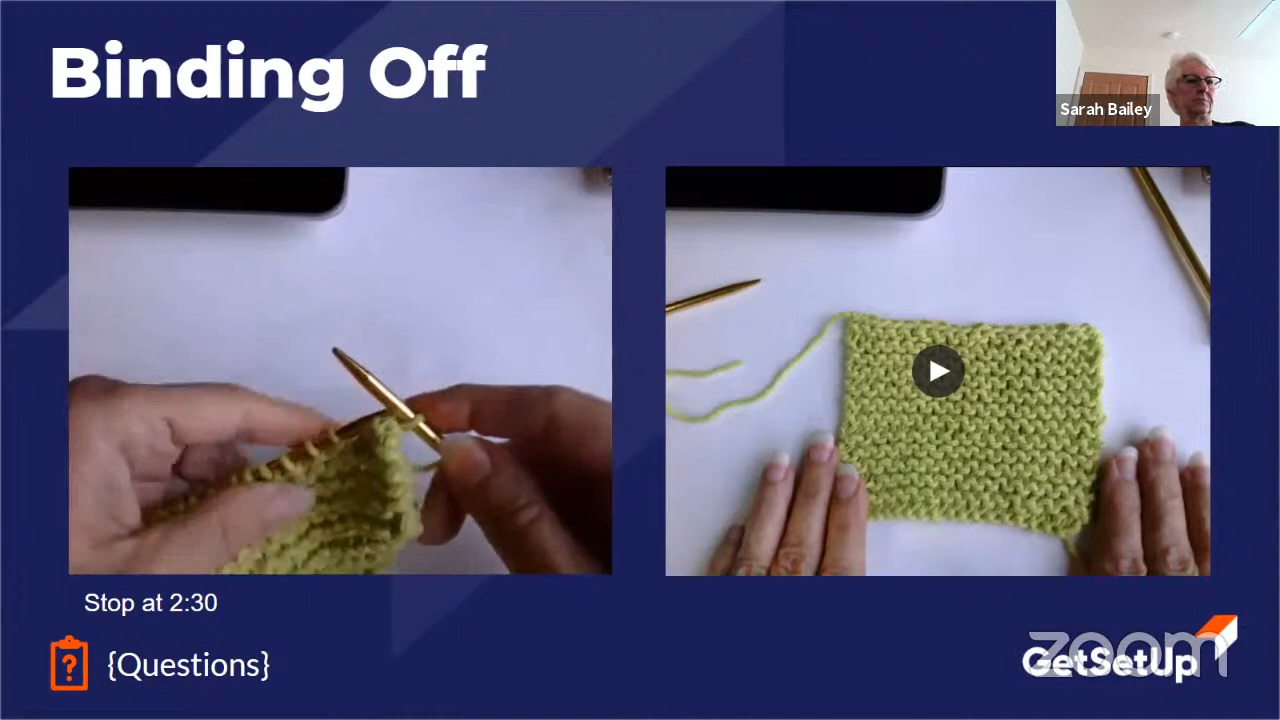 Binding Off
Sarah Bailey
Stop at 2:30
{Questions}
zoom
GetSetUp